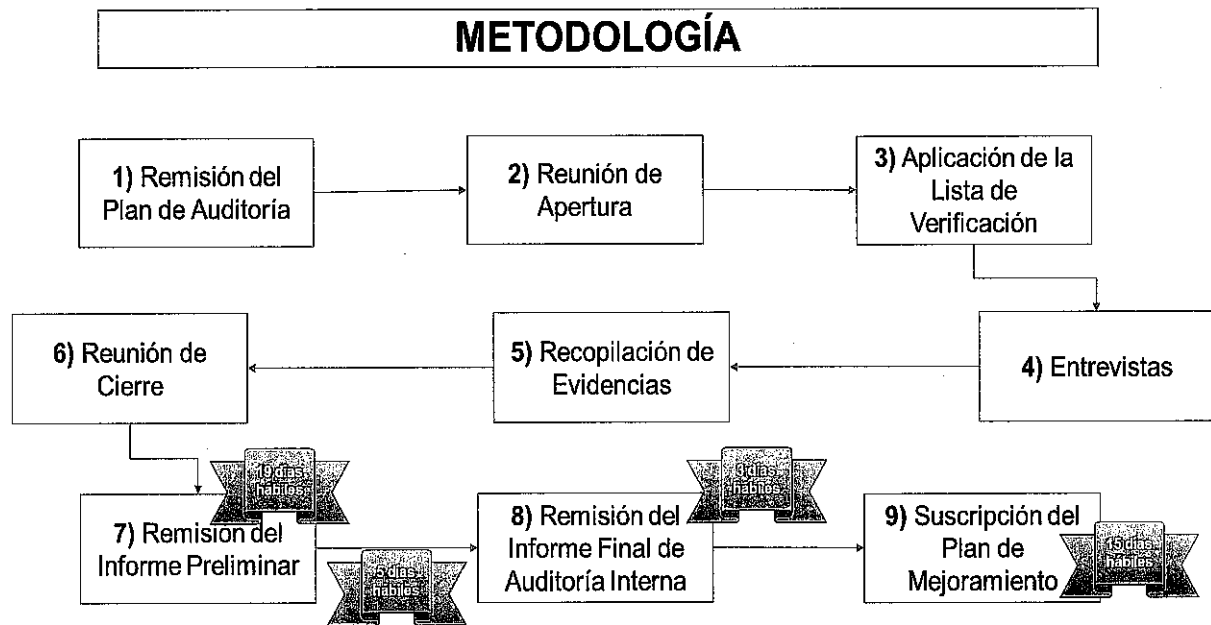 METODOLOGÍA
1) Remisión del
Plan de Auditoría
2) Reunión de
Apertura
3) Aplicación de la
Lista de
Verificación
6) Reunión de
Cierre
5) Recopilación de
Evidencias
4) Entrevistas
7) Remisión del
Informe Preliminar
días
hábiles
5 días
hábiles
8) Remisión del
Informe Final de
Auditoría Interna
3 días
hábiles
9) Suscripción del
Plan de
Mejoramiento
15 días
hábiles